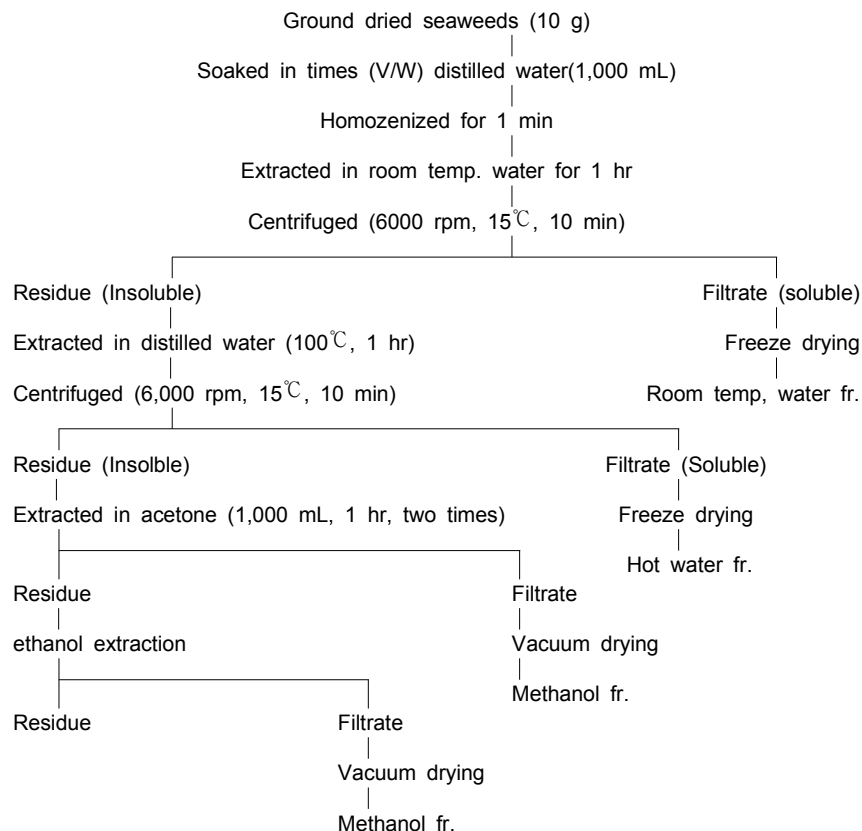 Ground dried seaweeds (10 g)
Soaked in times (V/W) distilled water(1,000 mL)
Homozenized for 1 min
Extracted in room temp. water for 1 hr
Centrifuged (6000 rpm, 15℃, 10 min)
Residue (Insoluble) Filtrate (soluble)
Extracted in distilled water (100℃, 1 hr) Freeze drying
Centrifuged (6,000 rpm, 15℃, 10 min) Room temp, water fr.
Residue (Insolble) Filtrate (Soluble)
Extracted in acetone (1,000 mL, 1 hr, two times) Freeze drying
Hot water fr.
Residue Filtrate
ethanol extraction Vacuum drying
Methanol fr.
Residue Filtrate
Vacuum drying
Methanol fr.